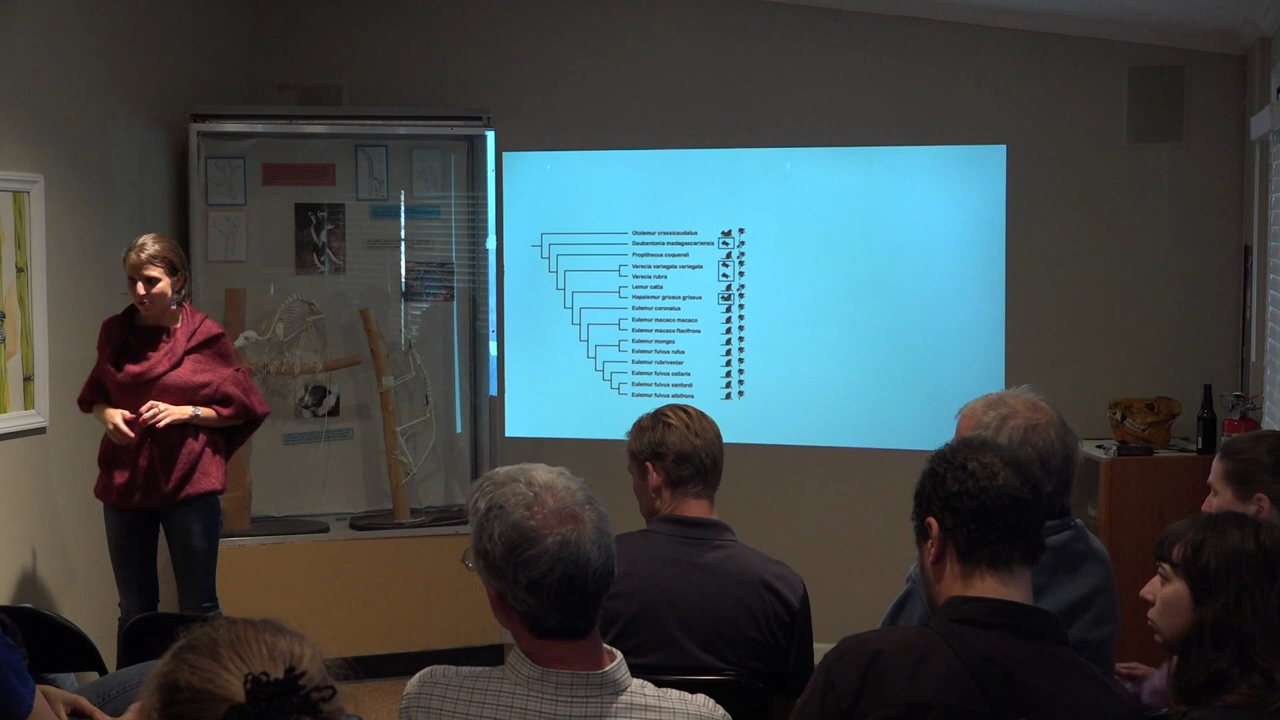 Otolemur crassicaudatus
Daubentonia madagascariensis
Propithecus coquereli
Varecia variegata variegata
Varecia rubra
Lemur catta
Hapalemur griseus griseus
Eulemur coronatus
Eulemur macaco macaco
Eulemur macaco flavifrons
Eulemur mongoz
Eulemur fulvus rufus
Eulemur rubriventer
Eulemur fulvus collaris
Eulemur fulvus sanfordi
Eulemur fulvus albifrons